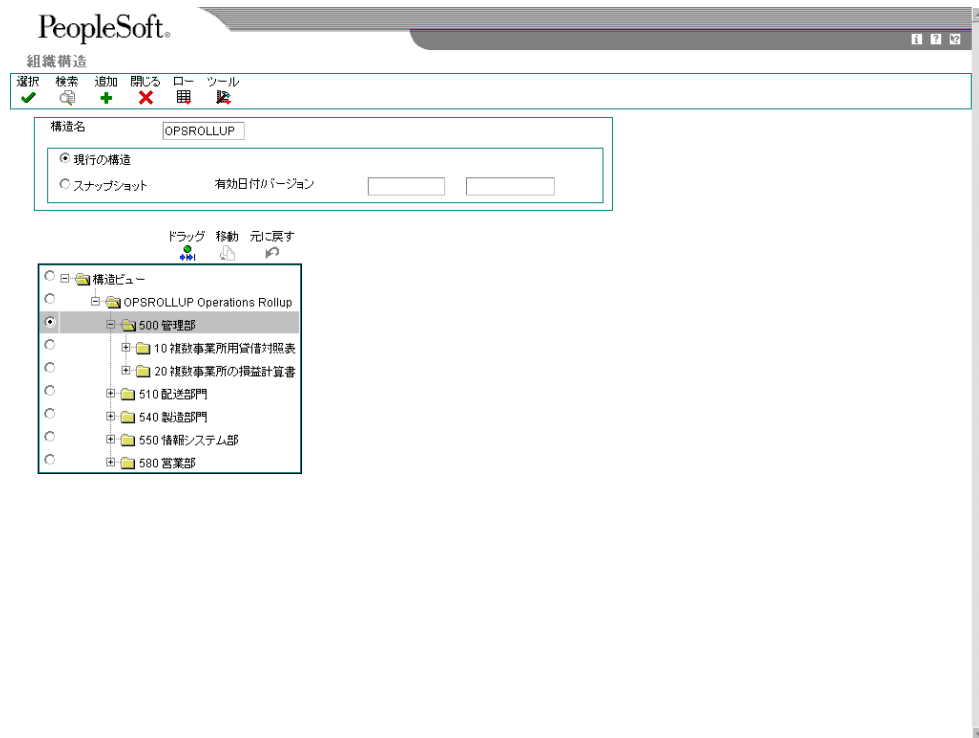 PeopleSoft®
組織構造
選択 検索 追加 閉じる ロー ツール
構造名 OPSROLLUP
現行の構造
スナップショット 有効日付/バージョン
ドラッグ 移動 元に戻す
構造ビュー
OPSROLLUP Operations Rollup
500 管理部
10 複数事業所用貸借対照表
20 複数事業所の損益計算書
510 配送部門
540 製造部門
550 情報システム部
580 営業部